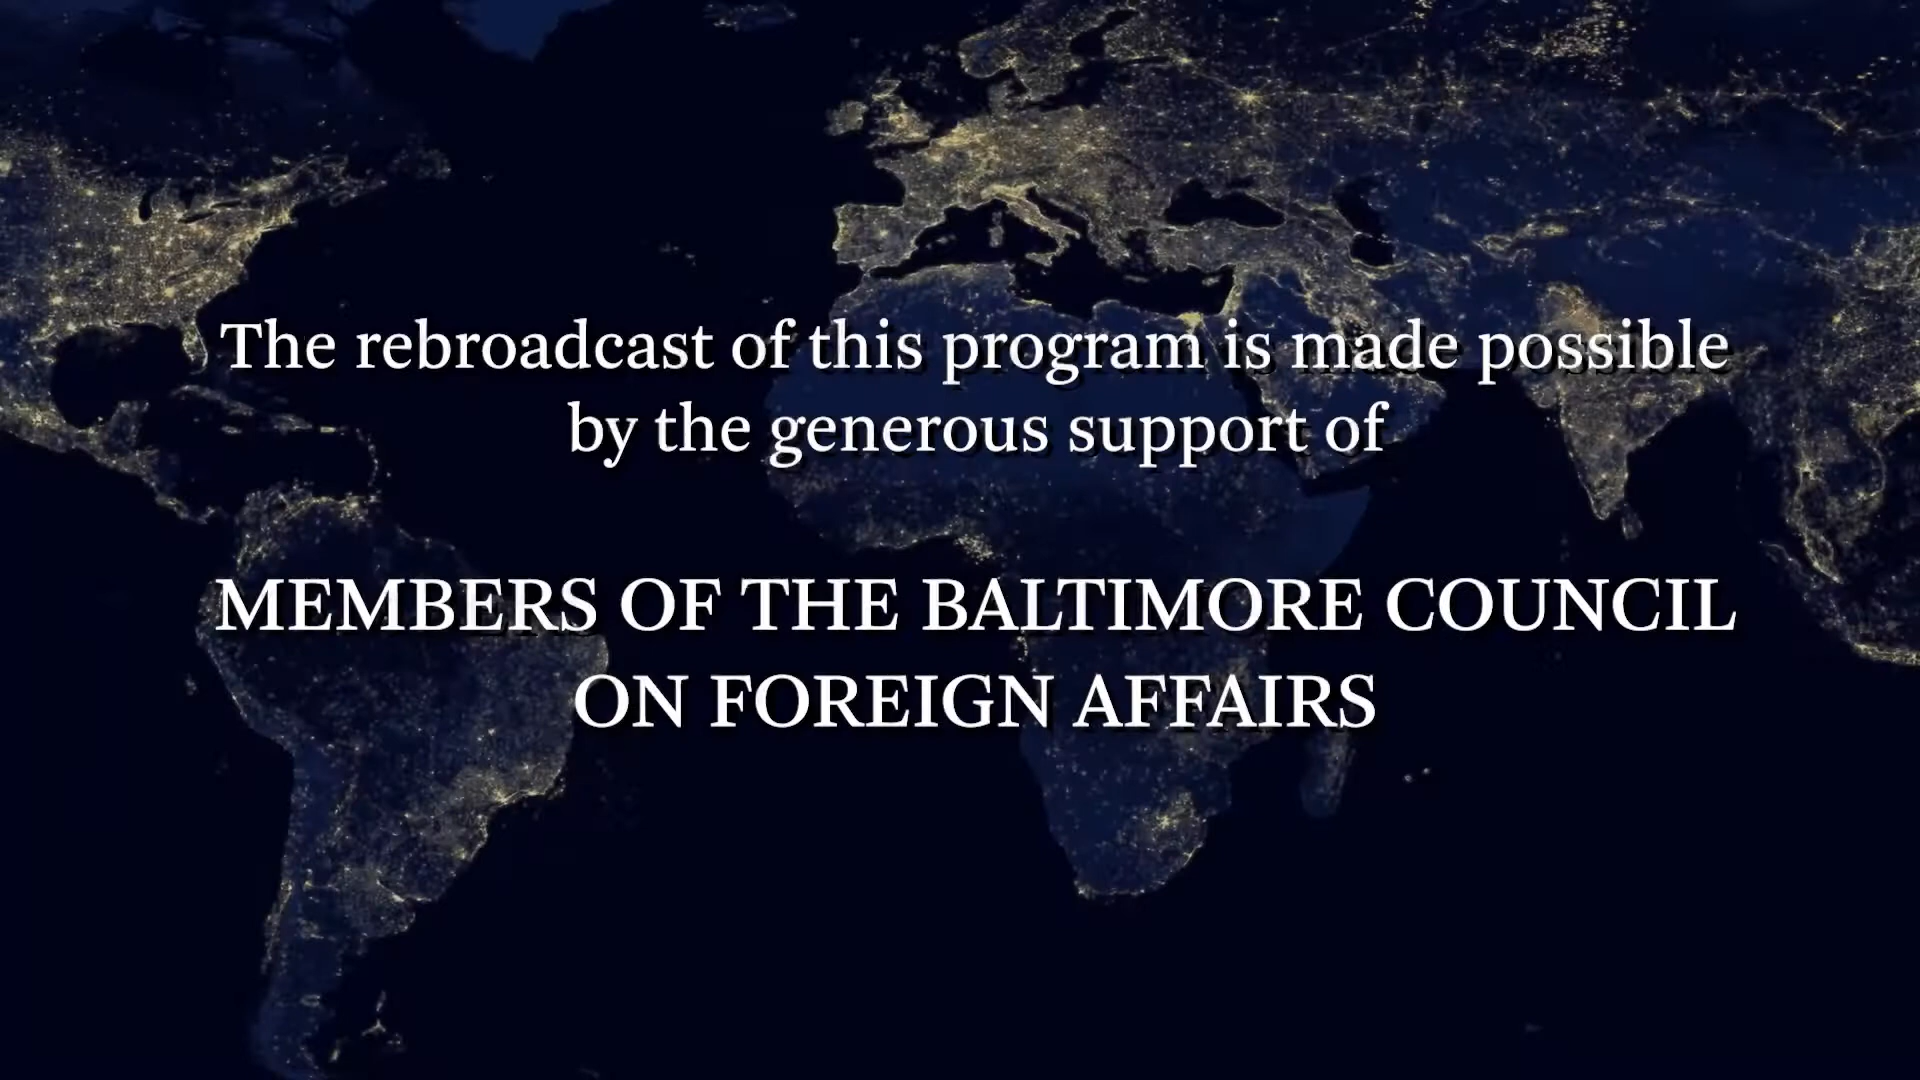 The rebroadcast of this program is made possible
by the generous support of
MEMBERS OF THE BALTIMORE COUNCIL
ON FOREIGN AFFAIRS